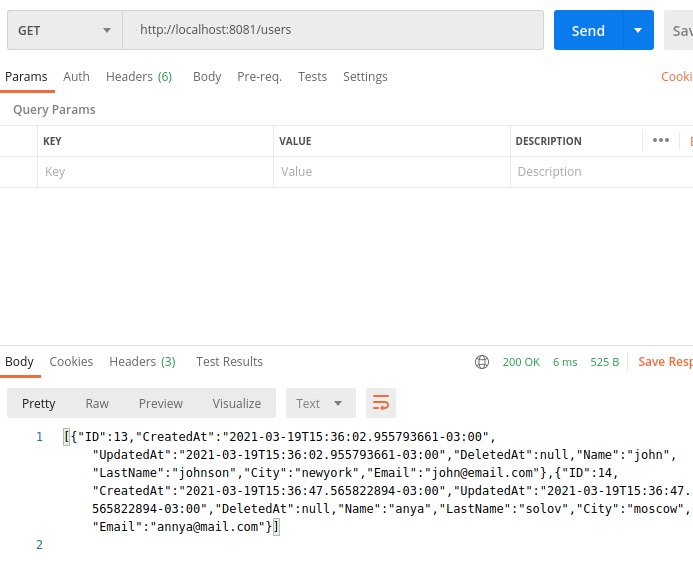 GET http://localhost:8081/users Send Sav
Params Auth Headers (6) Body Pre-req. Tests Settings Cooki
Query Params
KEY VALUE DESCRIPTION •••
Key Value Description
Body Cookies Headers (3) Test Results 200 OK 6 ms 525 B Save Resp
Pretty Raw Preview Visualize Text
1 [{"ID":13,"CreatedAt":"2021-03-19T15:36:02.955793661-03:00",
"UpdatedAt":"2021-03-19T15:36:02.955793661-03:00","DeletedAt":null,"Name":"john",
"LastName":"johnson","City":"newyork","Email":"john@email.com"},{"ID":14,
"CreatedAt":"2021-03-19T15:36:47.565822894-03:00","UpdatedAt":"2021-03-19T15:36:47.
565822894-03:00","DeletedAt":null,"Name":"anya","LastName":"solov","City":"moscow",
"Email":"annya@mail.com"}]
2